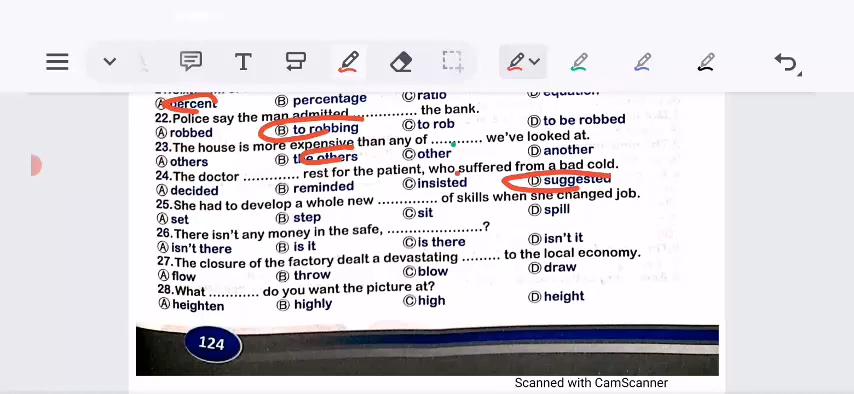 T
Ⓐ percent Ⓑ percentage Ⓒ ratio Ⓓ equation
22.Police say the man admitted .............. the bank.
Ⓐ robbed Ⓑ to robbing Ⓒ to rob Ⓓ to be robbed
23.The house is more expensive than any of ............ we've looked at.
Ⓐ others Ⓑ the others Ⓒ other Ⓓ another
24.The doctor ............. rest for the patient, who suffered from a bad cold.
Ⓐ decided Ⓑ reminded Ⓒ insisted Ⓓ suggested
25.She had to develop a whole new .............. of skills when she changed job.
Ⓐ set Ⓑ step Ⓒ sit Ⓓ spill
26.There isn't any money in the safe, ......................?
Ⓐ isn't there Ⓑ is it Ⓒ is there Ⓓ isn't it
27.The closure of the factory dealt a devastating ......... to the local economy.
Ⓐ flow Ⓑ throw Ⓒ blow Ⓓ draw
28.What ............ do you want the picture at?
Ⓐ heighten Ⓑ highly Ⓒ high Ⓓ height
124
Scanned with CamScanner